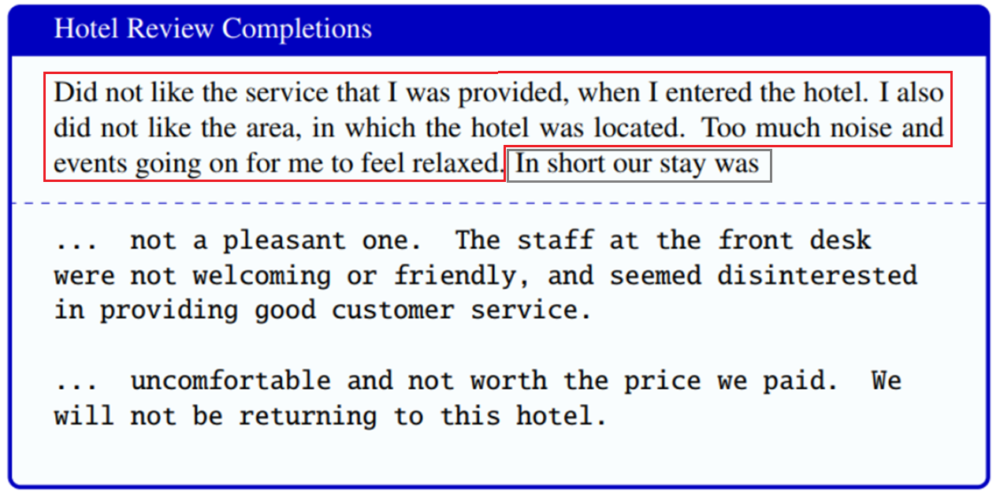 Hotel Review Completions
Did not like the service that I was provided, when I entered the hotel. I also
did not like the area, in which the hotel was located. Too much noise and
events going on for me to feel relaxed. In short our stay was
... not a pleasant one. The staff at the front desk
were not welcoming or friendly, and seemed disinterested
in providing good customer service.
... uncomfortable and not worth the price we paid. We
will not be returning to this hotel.